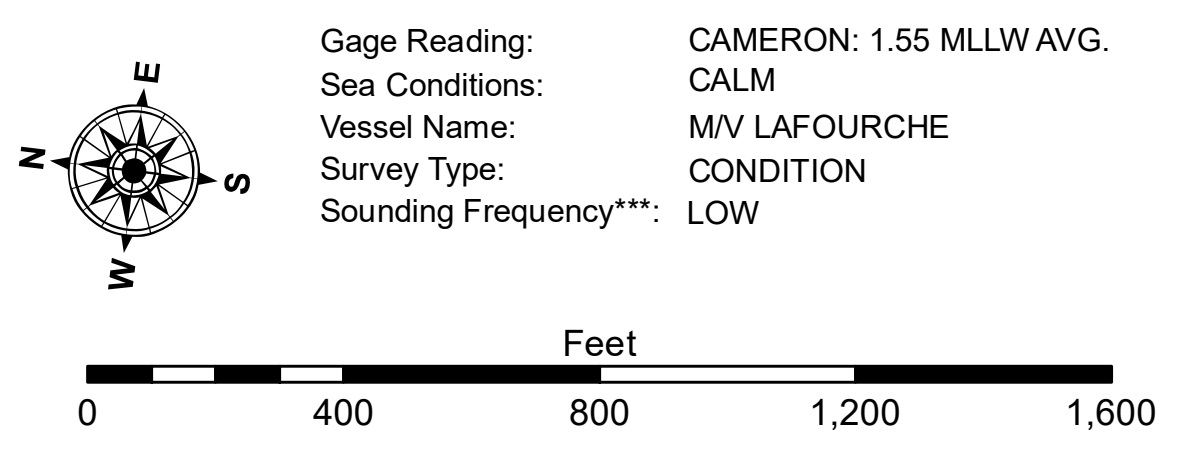 E
N
S
W
Gage Reading: CAMERON: 1.55 MLLW AVG.
Sea Conditions: CALM
Vessel Name: M/V LAFOURCHE
Survey Type: CONDITION
Sounding Frequency***: LOW
Feet
0 400 800 1,200 1,600